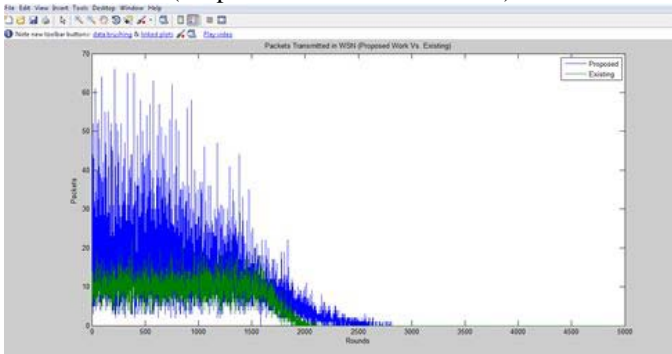 File Edit View Insert Tools Desktop Window Help
Note new toolbar buttons: data brushing & linked plots Play video
Packets Transmitted in WSN (Proposed Work Vs. Existing)
Proposed
Existing
Packets
70
60
50
40
30
20
10
0
0 500 1000 1500 2000 2500 3000 3500 4000 4500 5000
Rounds